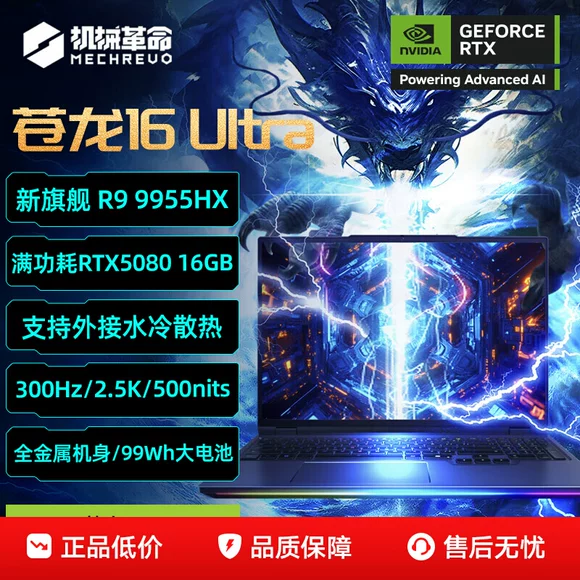 机械革命
MECHREVO
NVIDIA
GEFORCE
RTX
Powering Advanced AI
苍龙16 Ultra
新旗舰 R9 9955HX
满功耗RTX5080 16GB
支持外接水冷散热
300Hz/2.5K/500nits
全金属机身/99Wh大电池
正品低价
品质保障
售后无忧